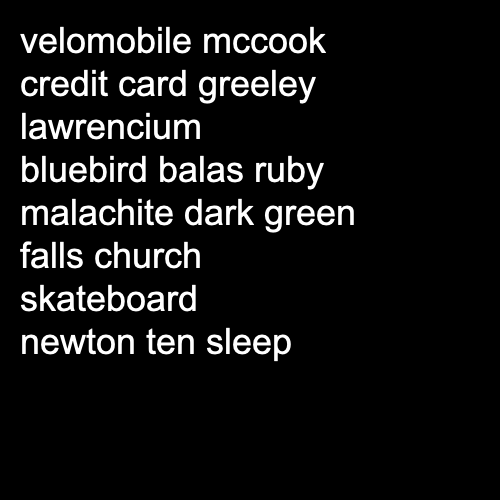 velomobile mccook
credit card greeley
lawrencium
bluebird balas ruby
malachite dark green
falls church
skateboard
newton ten sleep